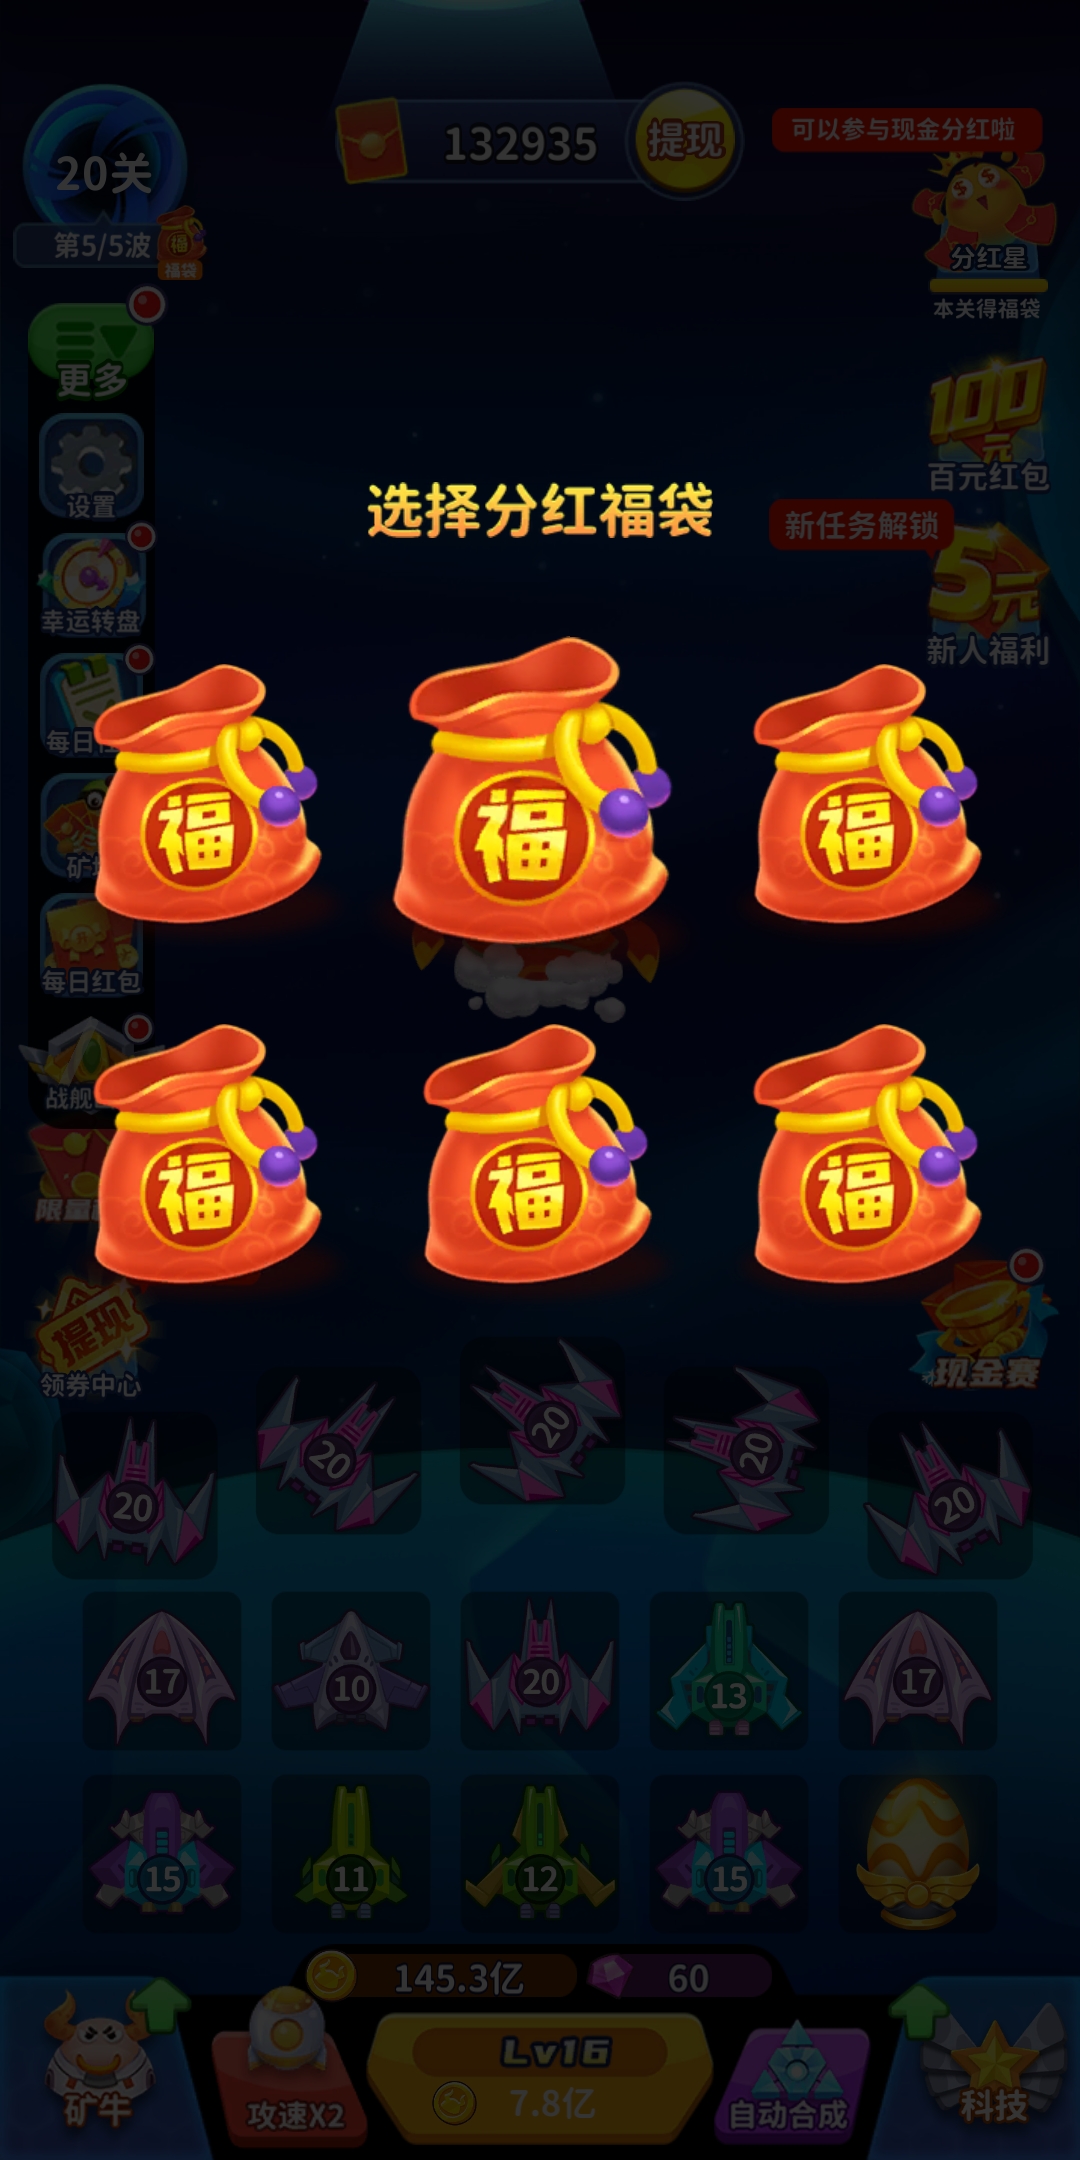 20关
132935
提现
可以参与现金分红啦
第5/5波
福
福袋
分红星
本关得福袋
更多
100
元
百元红包
设置
选择分红福袋
新任务解锁
5元
新人福利
幸运转盘
每日
福
福
福
矿
每日红包
战舰
福
福
福
限量
提现
领券中心
现金赛
20
20
20
20
20
17
10
20
13
17
15
11
12
15
145.3亿
60
矿牛
攻速X2
Lv16
7.8亿
自动合成
科技